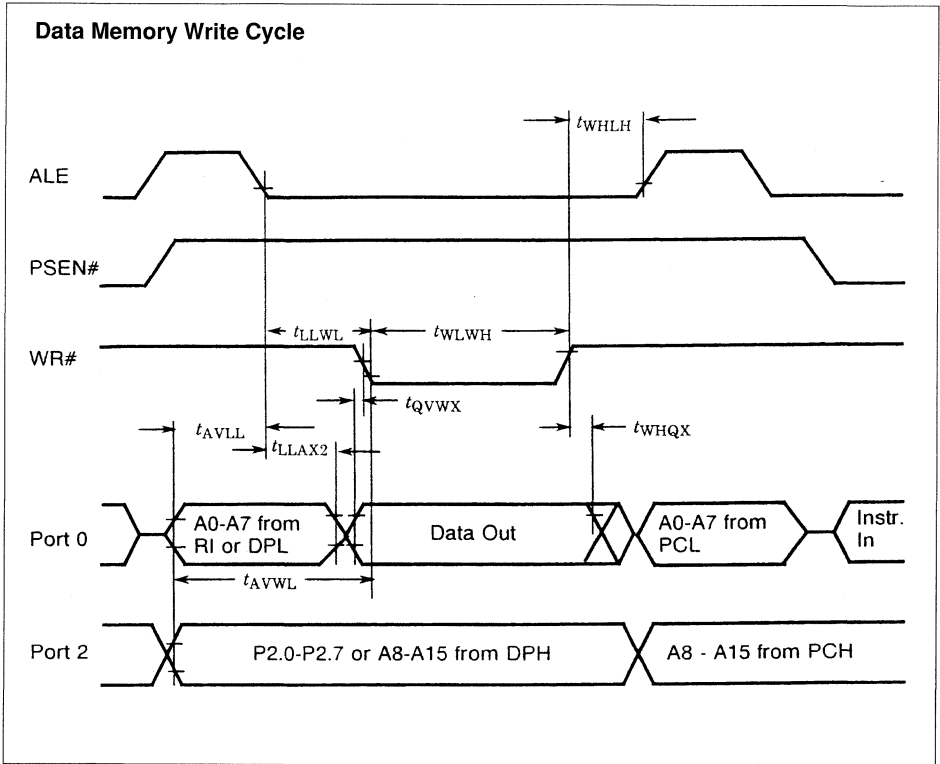 Data Memory Write Cycle
tWHLH
ALE
PSEN#
tLLWL
tWLWH
WR#
tQVWX
tAVLL
tLLAX2
tWHQX
Port 0
A0-A7 from
RI or DPL
Data Out
A0-A7 from
PCL
Instr.
In
tAVWL
Port 2
P2.0-P2.7 or A8-A15 from DPH
A8 - A15 from PCH